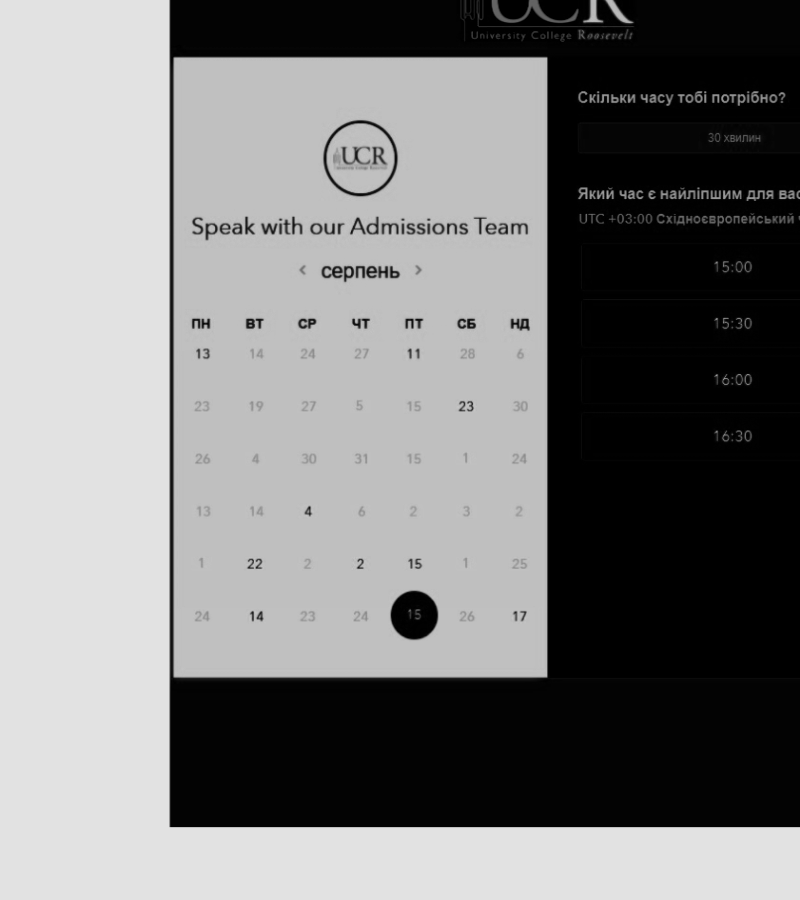 UCR
University College Roosevelt
UCR
Speak with our Admissions Team
< серпень >
ПН ВТ СР ЧТ ПТ СБ НД
13 14 24 27 11 28 6
23 19 27 5 15 23 30
26 4 30 31 15 1 24
13 14 4 6 2 3 2
1 22 2 2 15 1 25
24 14 23 24 15 26 17
Скільки часу тобі потрібно?
30 хвилин
Який час є найліпшим для вас
UTC +03:00 Східноєвропейський
15:00
15:30
16:00
16:30